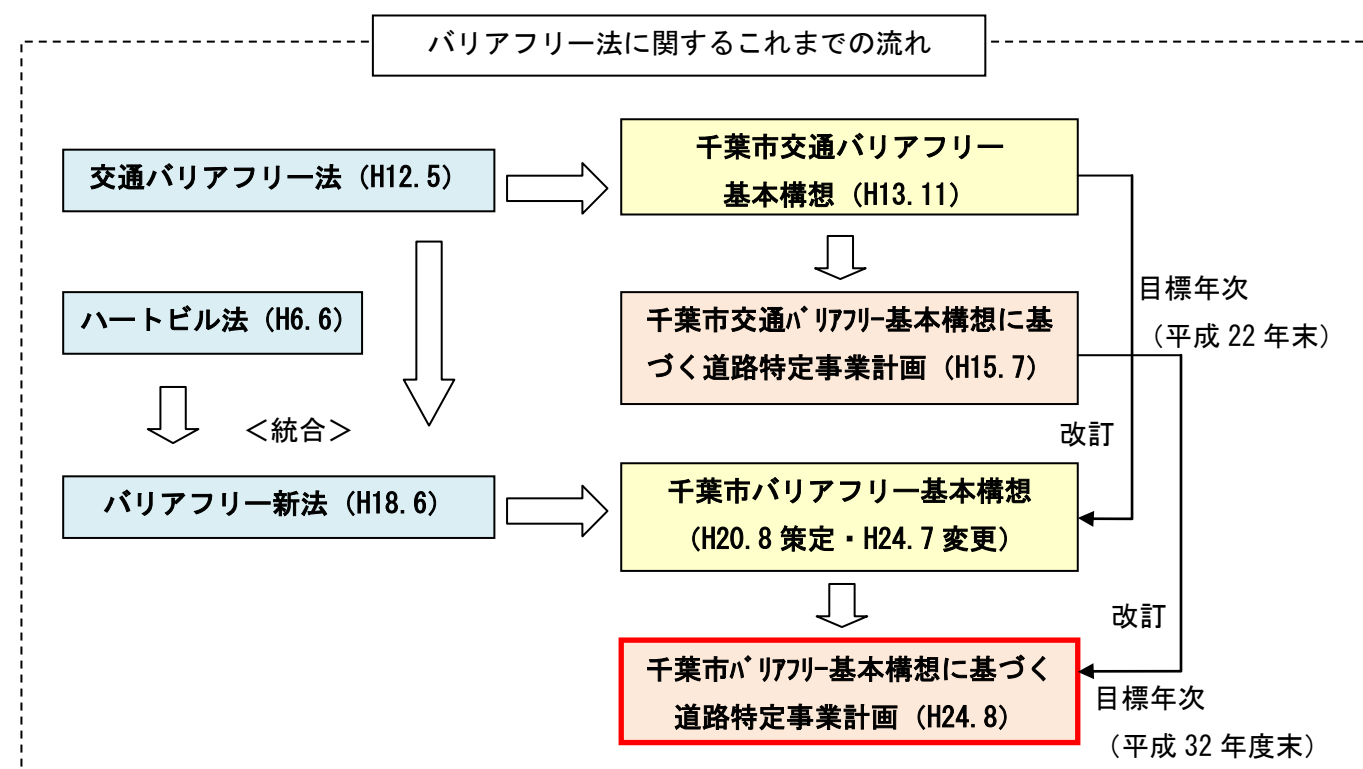 バリアフリー法に関するこれまでの流れ
交通バリアフリー法（H12.5）
千葉市交通バリアフリー
基本構想（H13.11）
ハートビル法（H6.6）
千葉市交通ﾊﾞﾘｱﾌﾘｰ基本構想に基
づく道路特定事業計画（H15.7）
目標年次
（平成 22 年末）
＜統合＞
改訂
バリアフリー新法（H18.6）
千葉市バリアフリー基本構想
（H20.8 策定・H24.7 変更）
改訂
千葉市ﾊﾞﾘｱﾌﾘｰ基本構想に基づく
道路特定事業計画（H24.8）
目標年次
（平成 32 年度末）